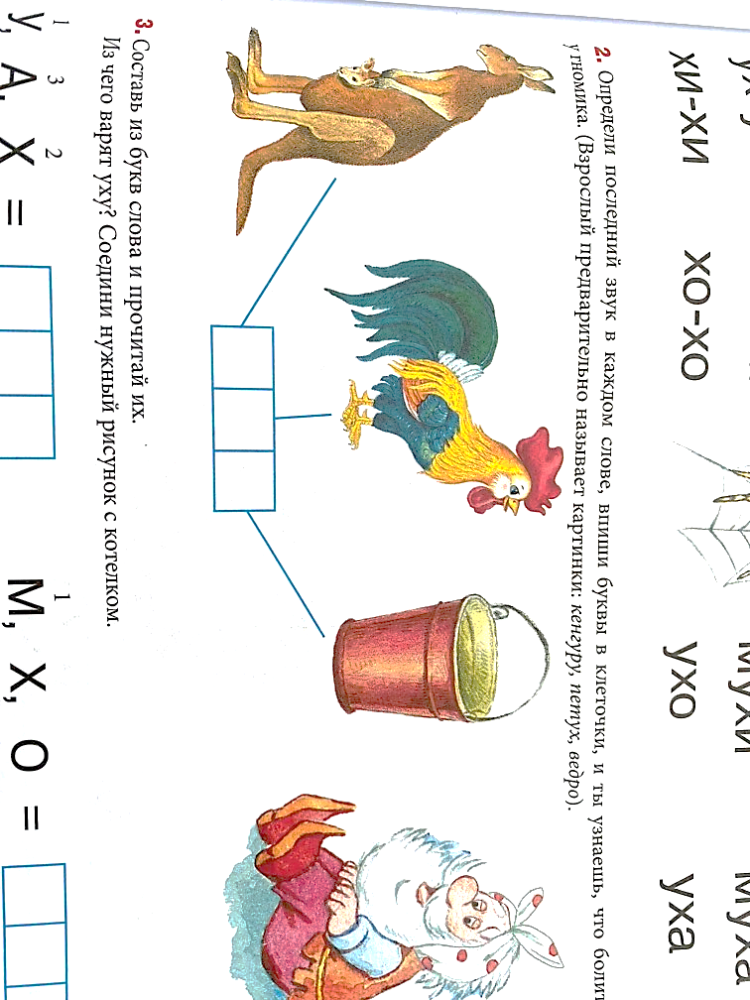 хи-хи хо-хо ухо уха
2. Определи последний звук в каждом слове, впиши буквы в клеточки, и ты узнаешь, что
у гномика. (Взрослый предварительно называет картинки: кенгуру, петух, ведро).
3. Составь из букв слова и прочитай их.
Из чего варят уху? Соедини нужный рисунок с котелком.
1 3 2 1
У, А, Х = М, Х, О =